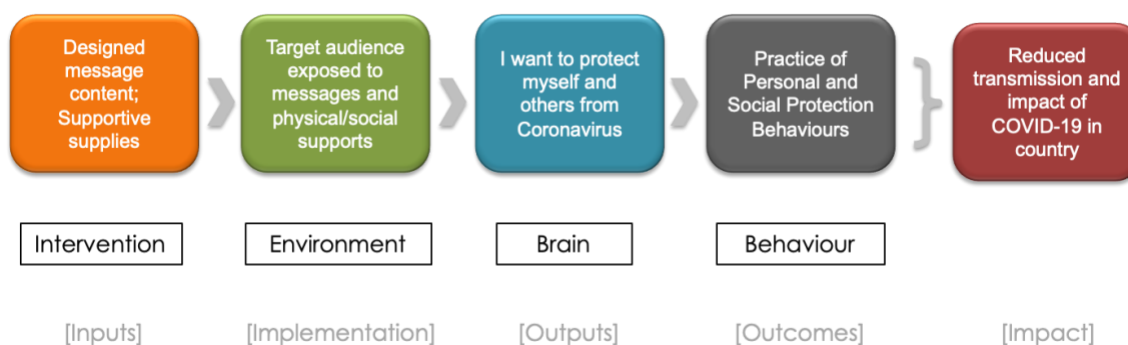 Designed
message
content;
Supportive
supplies
Target audience
exposed to
messages and
physical/social
supports
I want to protect
myself and
others from
Coronavirus
Practice of
Personal and
Social Protection
Behaviours
Reduced
transmission and
impact of
COVID-19 in
country
Intervention
Environment
Brain
Behaviour
[Inputs]
[Implementation]
[Outputs]
[Outcomes]
[Impact]